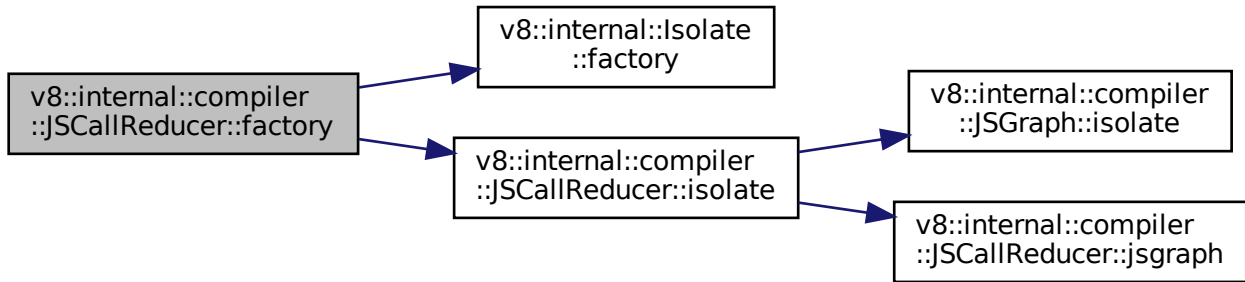 v8::internal::compiler
::JSCallReducer::factory
v8::internal::Isolate
::factory
v8::internal::compiler
::JSCallReducer::isolate
v8::internal::compiler
::JSGraph::isolate
v8::internal::compiler
::JSCallReducer::jsgraph